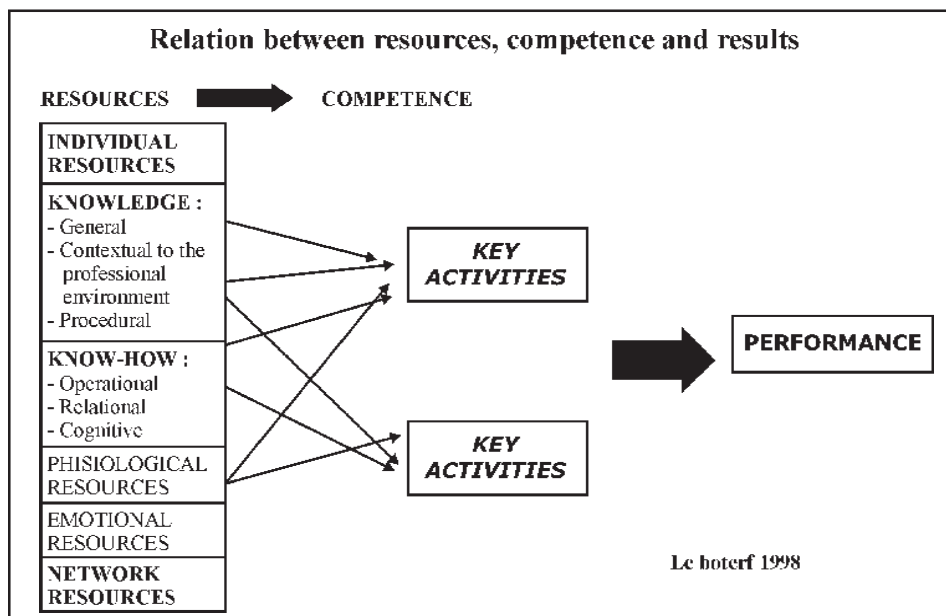 Relation between resources, competence and results
RESOURCES
COMPETENCE
INDIVIDUAL
RESOURCES
KNOWLEDGE :
- General
- Contextual to the
professional
environment
- Procedural
KNOW-HOW :
- Operational
- Relational
- Cognitive
PHISIOLOGICAL
RESOURCES
EMOTIONAL
RESOURCES
NETWORK
RESOURCES
KEY
ACTIVITIES
KEY
ACTIVITIES
PERFORMANCE
Le boterf 1998